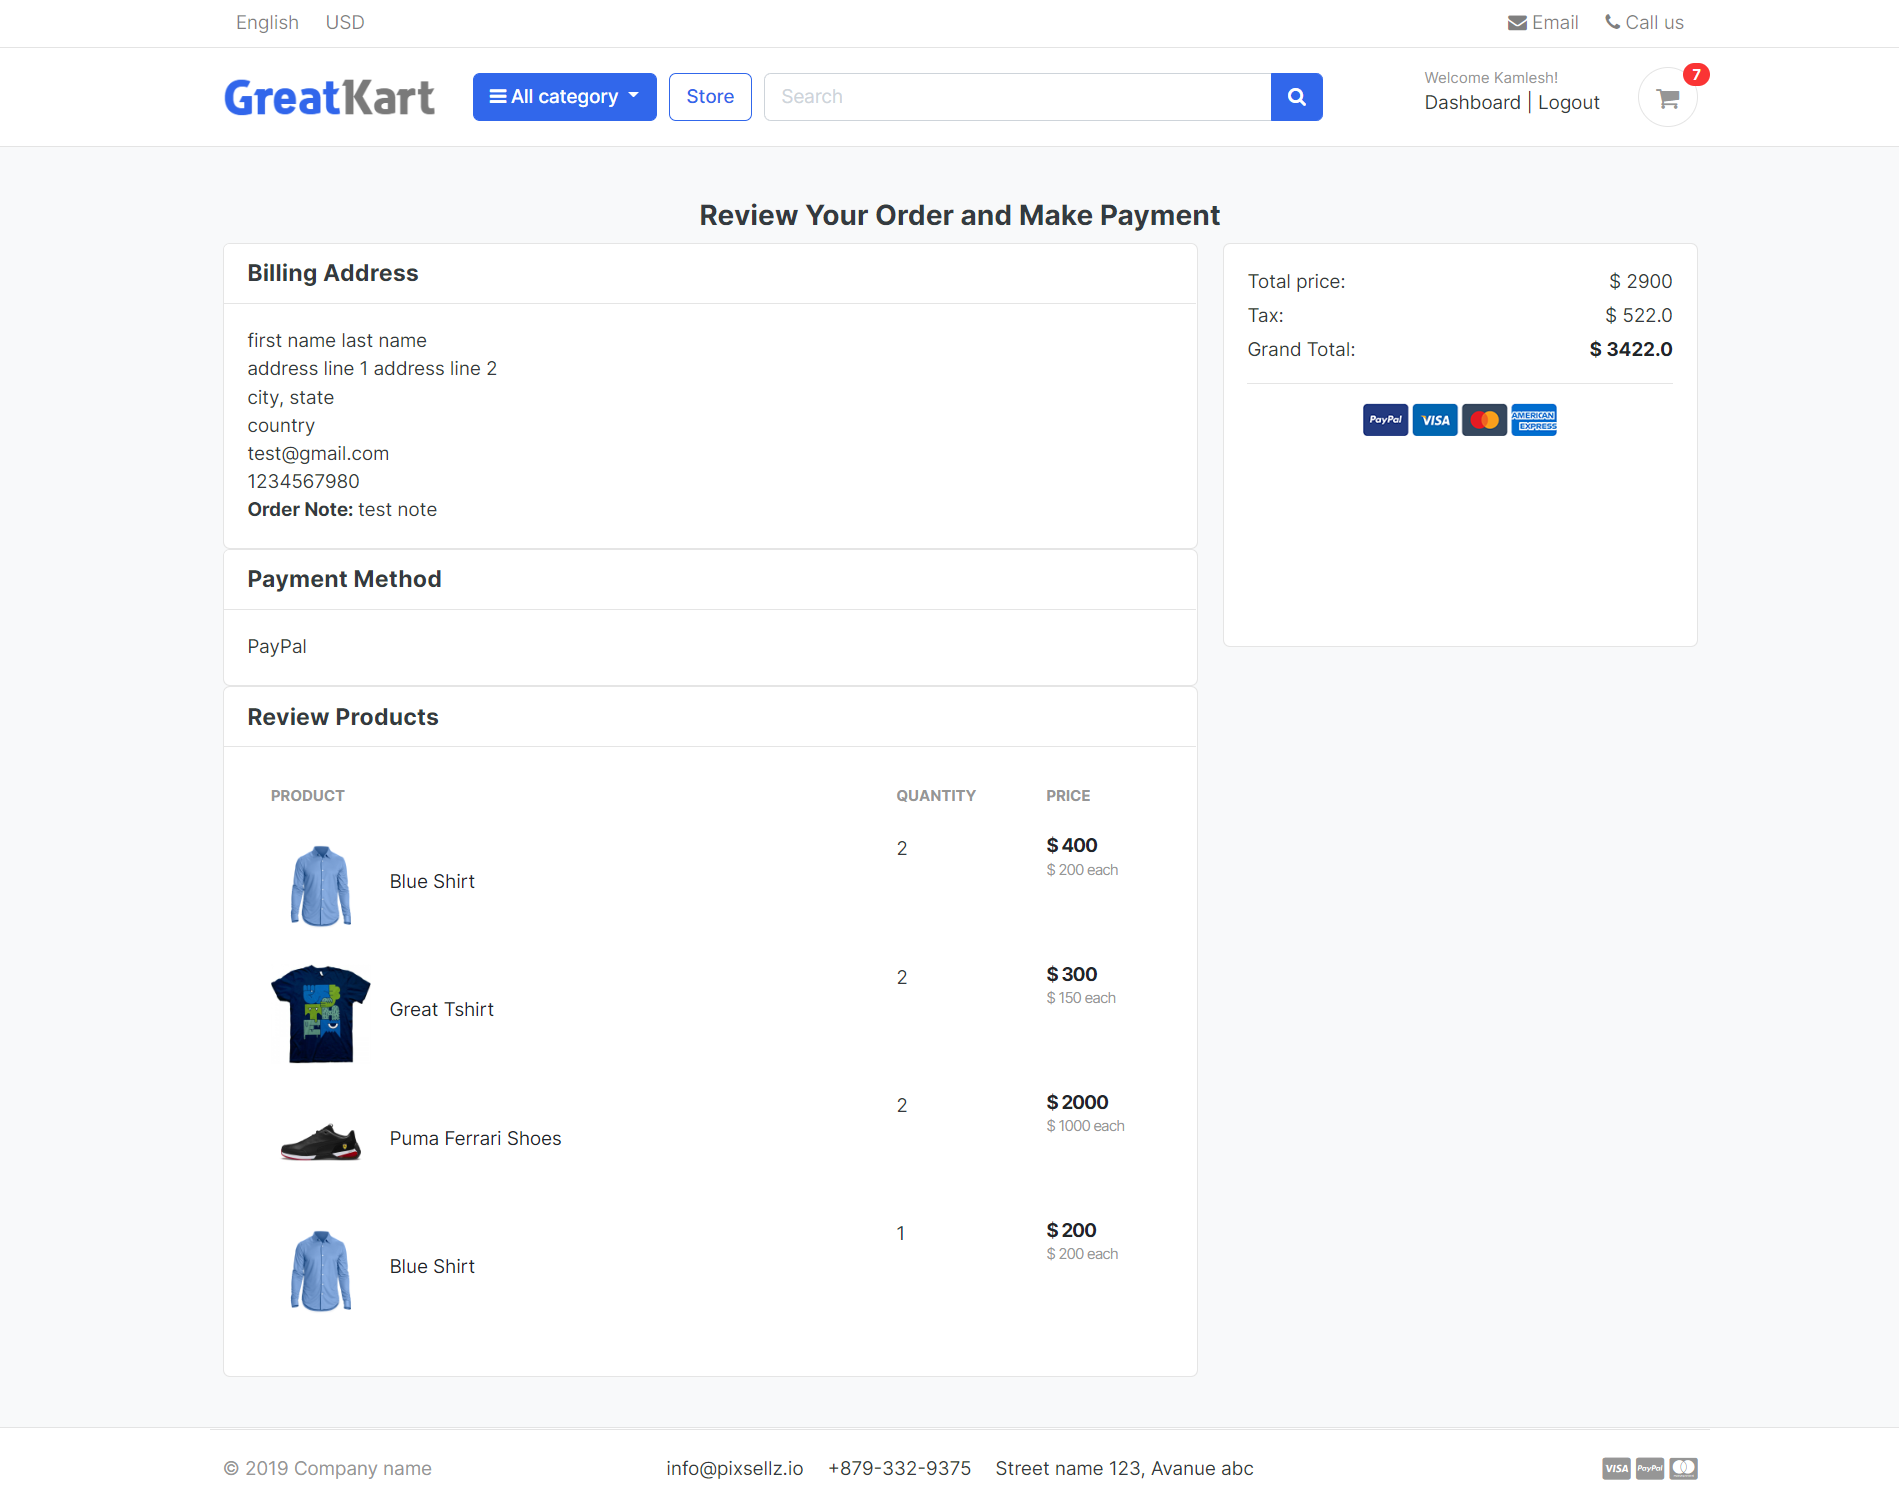 English USD Email Call us
GreatKart All category Store Search Welcome Kamlesh! 7
Dashboard | Logout
Review Your Order and Make Payment
Billing Address
first name last name
address line 1 address line 2
city, state
country
test@gmail.com
1234567980
Order Note: test note
Total price: $ 2900
Tax: $ 522.0
Grand Total: $ 3422.0
PayPal VISA AMERICAN EXPRESS
Payment Method
PayPal
Review Products
PRODUCT QUANTITY PRICE
Blue Shirt 2 $ 400
$ 200 each
Great Tshirt 2 $ 300
$ 150 each
Puma Ferrari Shoes 2 $ 2000
$ 1000 each
Blue Shirt 1 $ 200
$ 200 each
© 2019 Company name info@pixsellz.io +879-332-9375 Street name 123, Avanue abc VISA PayPal